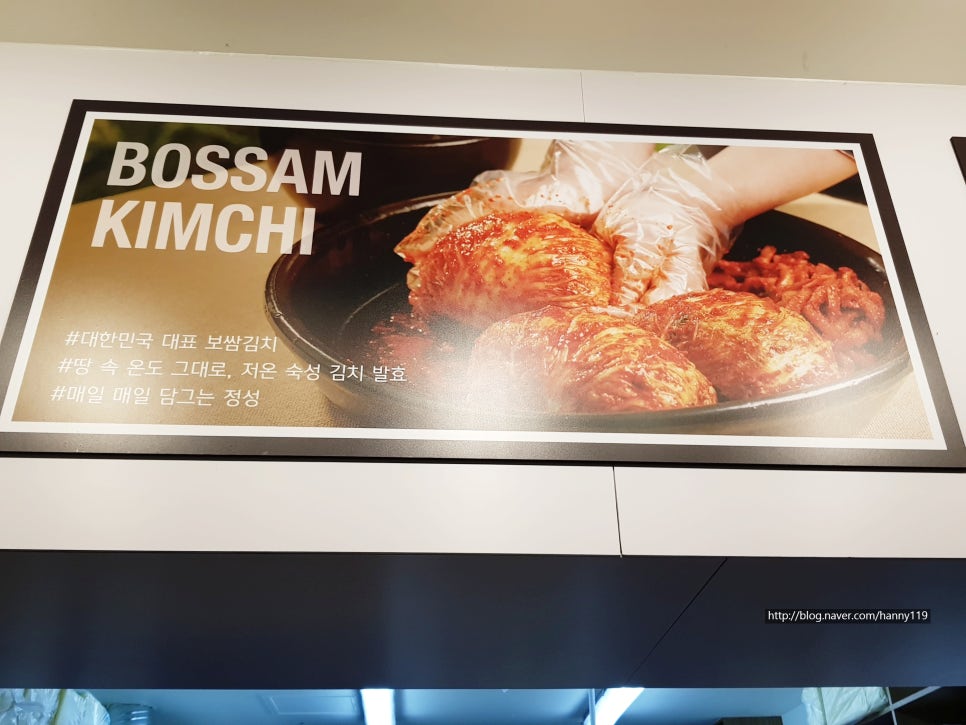 BOSSAM
KIMCHI
#대한민국 대표 보쌈김치
#땅 속 온도 그대로, 저온 숙성 김치 발효
#매일 매일 담그는 정성
http://blog.naver.com/hanny119